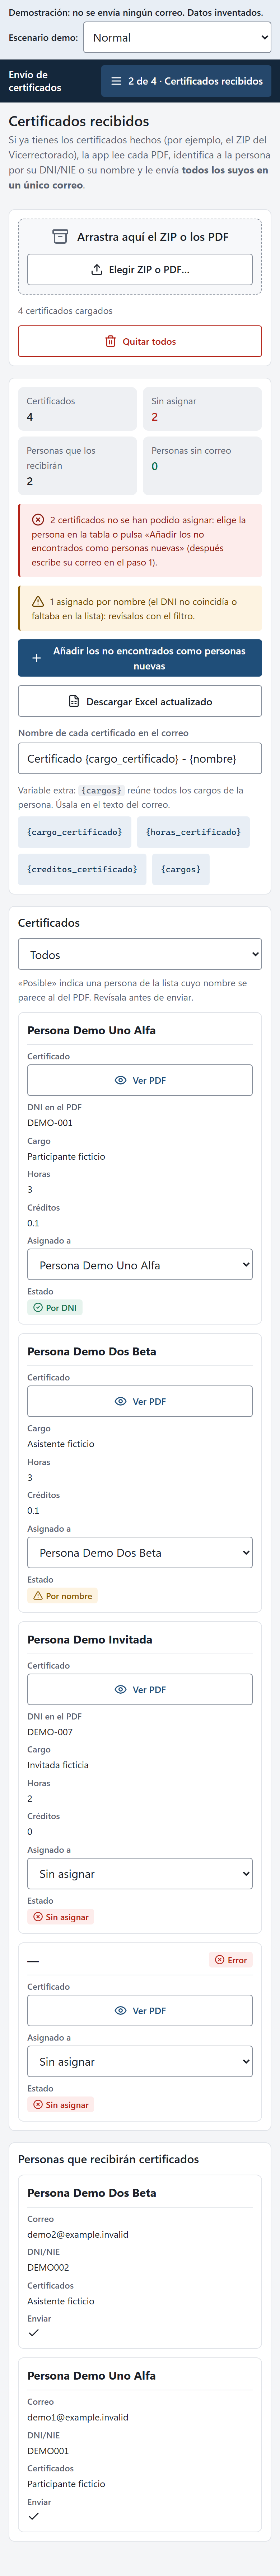 Demostración: no se envía ningún correo. Datos inventados.
Escenario demo: Normal
Envío de
certificados
2 de 4 · Certificados recibidos
Certificados recibidos
Si ya tienes los certificados hechos (por ejemplo, el ZIP del
Vicerrectorado), la app lee cada PDF, identifica a la persona
por su DNI/NIE o su nombre y le envía todos los suyos en
un único correo.
Arrastra aquí el ZIP o los PDF
Elegir ZIP o PDF...
4 certificados cargados
Quitar todos
Certificados
4
Sin asignar
2
Personas que los
recibirán
2
Personas sin correo
0
2 certificados no se han podido asignar: elige la
persona en la tabla o pulsa «Añadir los no
encontrados como personas nuevas» (después
escribe su correo en el paso 1).
1 asignado por nombre (el DNI no coincidía o
faltaba en la lista): revísalos con el filtro.
Añadir los no encontrados como personas
nuevas
Descargar Excel actualizado
Nombre de cada certificado en el correo
Certificado {cargo_certificado} - {nombre}
Variable extra: {cargos} reúne todos los cargos de la
persona. Úsala en el texto del correo.
{cargo_certificado}
{horas_certificado}
{creditos_certificado}
{cargos}
Certificados
Todos
«Posible» indica una persona de la lista cuyo nombre se
parece al del PDF. Revísala antes de enviar.
Persona Demo Uno Alfa
Certificado
Ver PDF
DNI en el PDF
DEMO-001
Cargo
Participante ficticio
Horas
3
Créditos
0.1
Asignado a
Persona Demo Uno Alfa
Estado
Por DNI
Persona Demo Dos Beta
Certificado
Ver PDF
Cargo
Asistente ficticio
Horas
3
Créditos
0.1
Asignado a
Persona Demo Dos Beta
Estado
Por nombre
Persona Demo Invitada
Certificado
Ver PDF
DNI en el PDF
DEMO-007
Cargo
Invitada ficticia
Horas
2
Créditos
0
Asignado a
Sin asignar
Estado
Sin asignar
—
Error
Certificado
Ver PDF
Asignado a
Sin asignar
Estado
Sin asignar
Personas que recibirán certificados
Persona Demo Dos Beta
Correo
demo2@example.invalid
DNI/NIE
DEMO002
Certificados
Asistente ficticio
Enviar
Persona Demo Uno Alfa
Correo
demo1@example.invalid
DNI/NIE
DEMO001
Certificados
Participante ficticio
Enviar